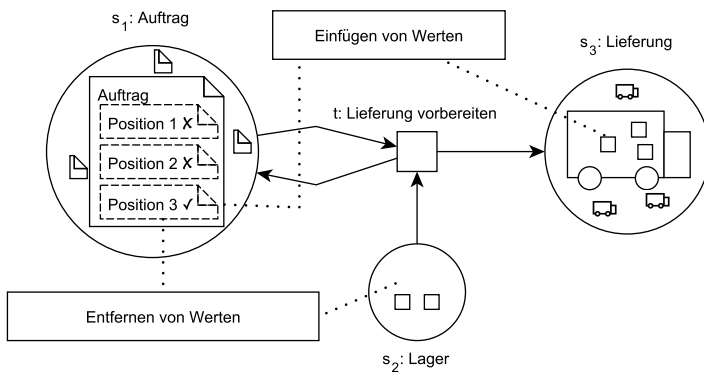 s₁: Auftrag
Einfügen von Werten
s₃: Lieferung
Auftrag
Position 1 ✗
Position 2 ✗
Position 3 ✓
t: Lieferung vorbereiten
Entfernen von Werten
s₂: Lager